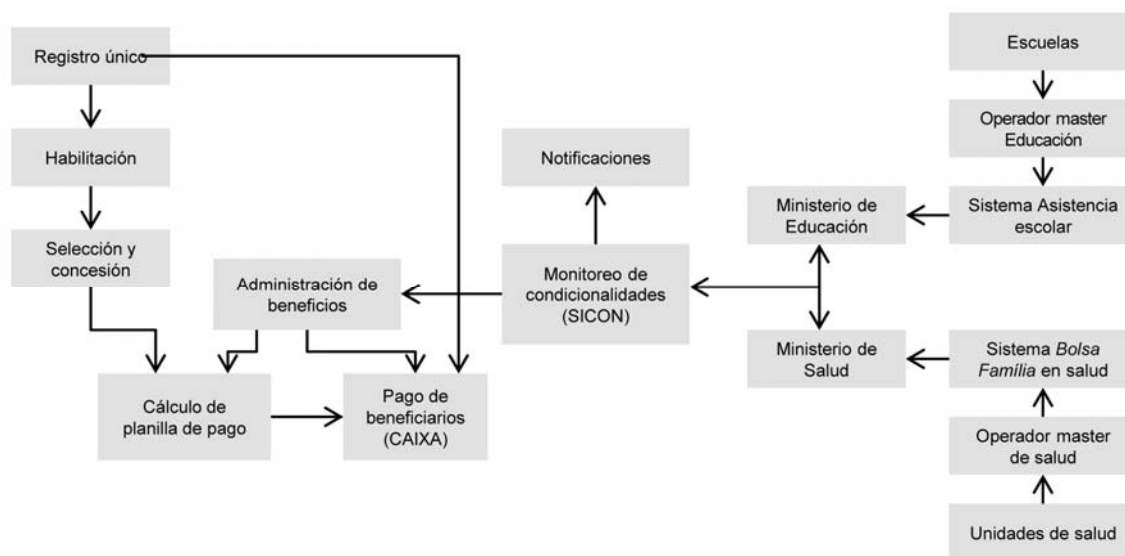 Registro único
Habilitación
Selección y
concesión
Administración de
beneficios
Cálculo de
planilla de pago
Pago de
beneficiarios
(CAIXA)
Notificaciones
Monitoreo de
condicionalidades
(SICON)
Ministerio de
Educación
Ministerio de
Salud
Escuelas
Operador master
Educación
Sistema Asistencia
escolar
Sistema Bolsa
Família en salud
Operador master
de salud
Unidades de salud